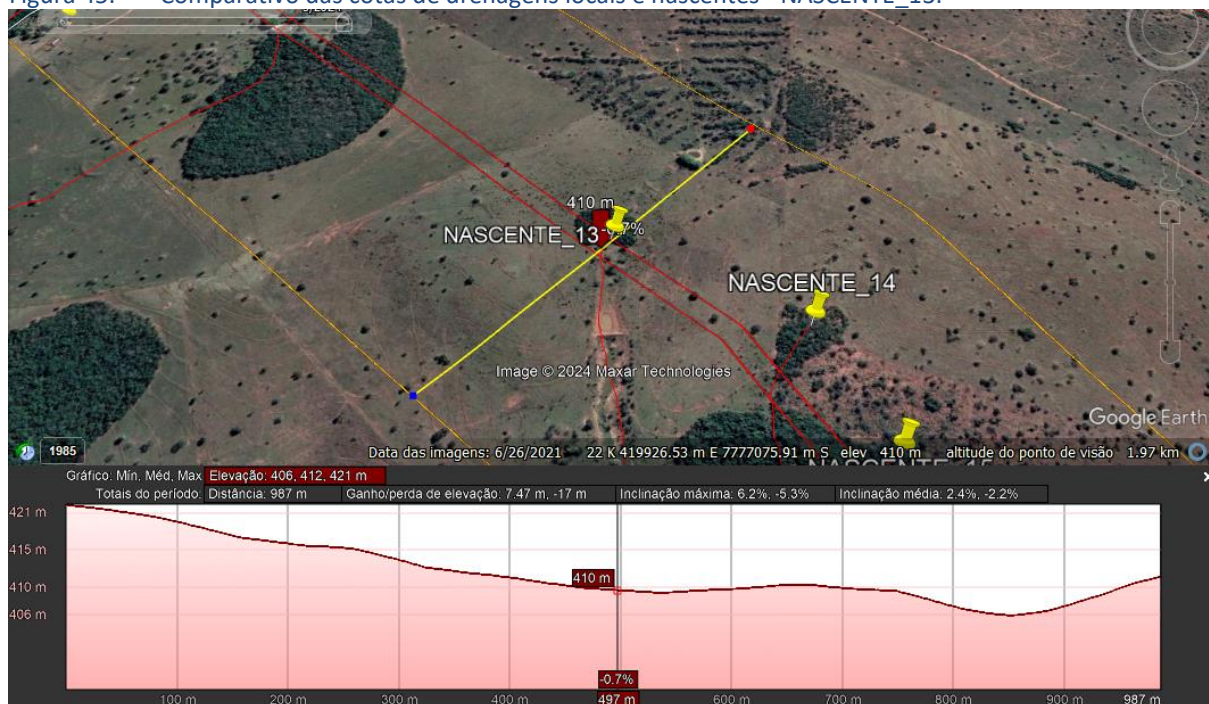 Figura 43. Comparativo das cotas de drenagens locais e nascentes - NASCENTE_13.
410 m
NASCENTE_13 -0.7%
NASCENTE_14
Image © 2024 Maxar Technologies
Google Earth
1985
Data das imagens: 6/26/2021 22 K 419926.53 m E 7777075.91 m S elev 410 m altitude do ponto de visão 1.97 km
Gráfico: Mín, Méd, Max Elevação: 406, 412, 421 m
Totais do período: Distância: 987 m Ganho/perda de elevação: 7.47 m, -17 m Inclinação máxima: 6.2%, -5.3% Inclinação média: 2.4%, -2.2%
421 m
415 m
410 m
410 m
406 m
-0.7%
100 m 200 m 300 m 400 m 497 m 600 m 700 m 800 m 900 m 987 m